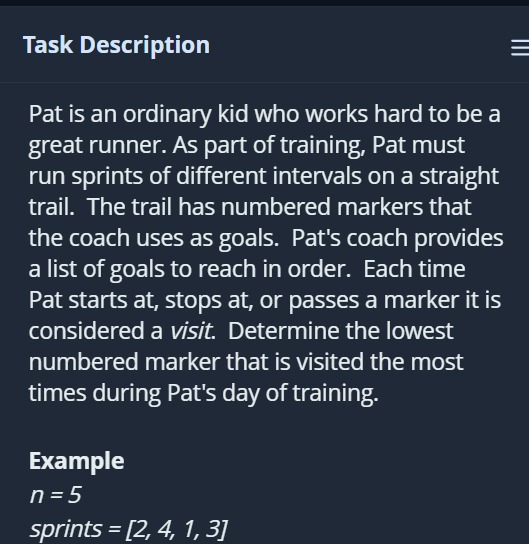 Task Description
Pat is an ordinary kid who works hard to be a
great runner. As part of training, Pat must
run sprints of different intervals on a straight
trail.  The trail has numbered markers that
the coach uses as goals.  Pat's coach provides
a list of goals to reach in order.  Each time
Pat starts at, stops at, or passes a marker it is
considered a visit.  Determine the lowest
numbered marker that is visited the most
times during Pat's day of training.
Example
n = 5
sprints = [2, 4, 1, 3]